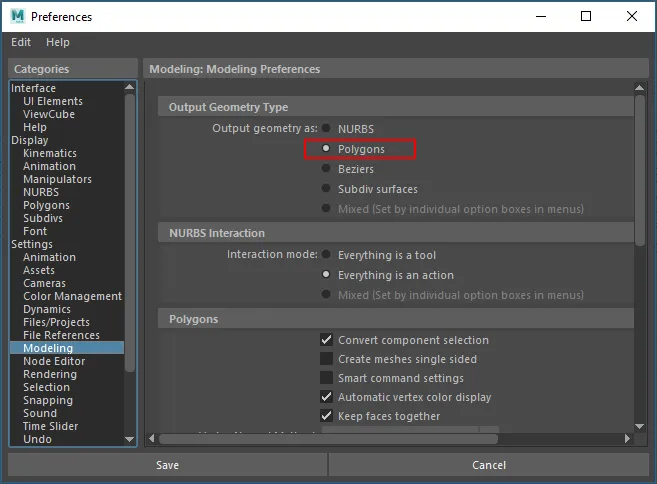 Preferences
Edit Help
Categories
Interface
UI Elements
ViewCube
Help
Display
Kinematics
Animation
Manipulators
NURBS
Polygons
Subdivs
Font
Settings
Animation
Assets
Cameras
Color Management
Dynamics
Files/Projects
File References
Modeling
Node Editor
Rendering
Selection
Snapping
Sound
Time Slider
Undo
Modeling: Modeling Preferences
Output Geometry Type
Output geometry as: NURBS
Polygons
Beziers
Subdiv surfaces
Mixed (Set by individual option boxes in menus)
NURBS Interaction
Interaction mode: Everything is a tool
Everything is an action
Mixed (Set by individual option boxes in menus)
Polygons
Convert component selection
Create meshes single sided
Smart command settings
Automatic vertex color display
Keep faces together
Save Cancel